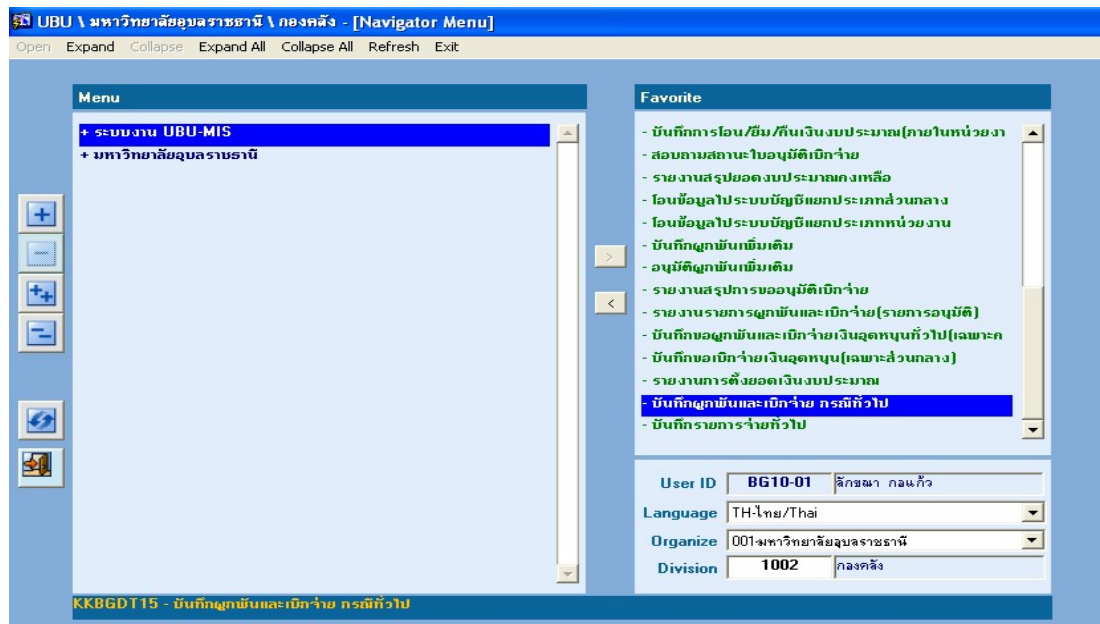 UBU \ มหาวิทยาลัยอุบลราชธานี \ กองคลัง - [Navigator Menu]
Open Expand Collapse Expand All Collapse All Refresh Exit
Menu
+ ระบบงาน UBU-MIS
+ มหาวิทยาลัยอุบลราชธานี
Favorite
- บันทึกการโอน/ยืม/คืนเงินงบประมาณ(ภายในหน่วยงา
- สอบถามสถานะใบอนุมัติเบิกจ่าย
- รายงานสรุปยอดงบประมาณคงเหลือ
- โอนข้อมูลไประบบบัญชีแยกประเภทส่วนกลาง
- โอนข้อมูลไประบบบัญชีแยกประเภทหน่วยงาน
- บันทึกผูกพันเพิ่มเติม
- อนุมัติผูกพันเพิ่มเติม
- รายงานสรุปการขออนุมัติเบิกจ่าย
- รายงานรายการผูกพันและเบิกจ่าย(รายการอนุมัติ)
- บันทึกขอผูกพันและเบิกจ่ายเงินอุดหนุนทั่วไป(เฉพาะก
- บันทึกขอเบิกจ่ายเงินอุดหนุน(เฉพาะส่วนกลาง)
- รายงานการตั้งยอดเงินงบประมาณ
- บันทึกผูกพันและเบิกจ่าย กรณีทั่วไป
- บันทึกรายการจ่ายทั่วไป
User ID BG10-01 ลักขณา กอแก้ว
Language TH-ไทย/Thai
Organize 001-มหาวิทยาลัยอุบลราชธานี
Division 1002 กองคลัง
KKBGDT15 - บันทึกผูกพันและเบิกจ่าย กรณีทั่วไป